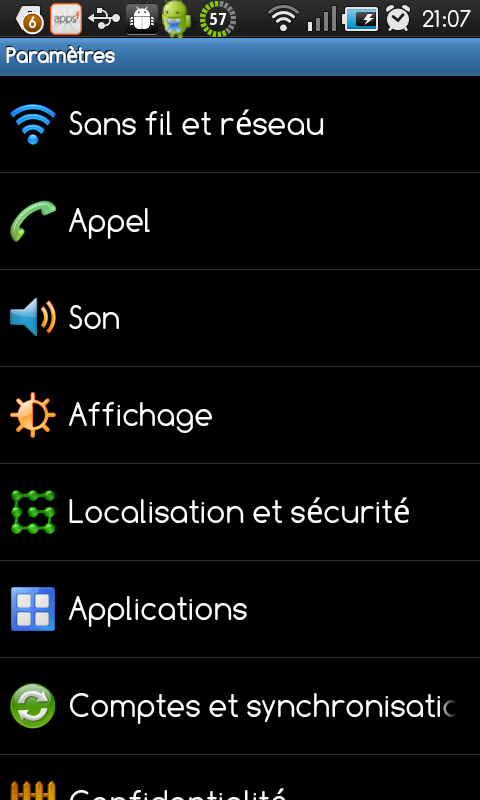 6 apps 57 21:07
Paramètres
Sans fil et réseau
Appel
Son
Affichage
Localisation et sécurité
Applications
Comptes et synchronisatio
Confidentialité